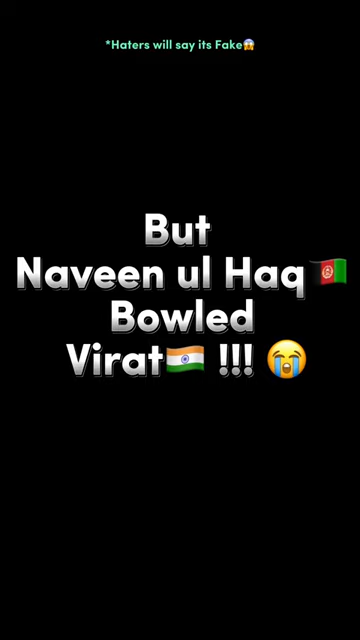 *Haters will say its Fake😱
But
Naveen ul Haq🇦🇫
Bowled
Virat🇮🇳 !!! 😭